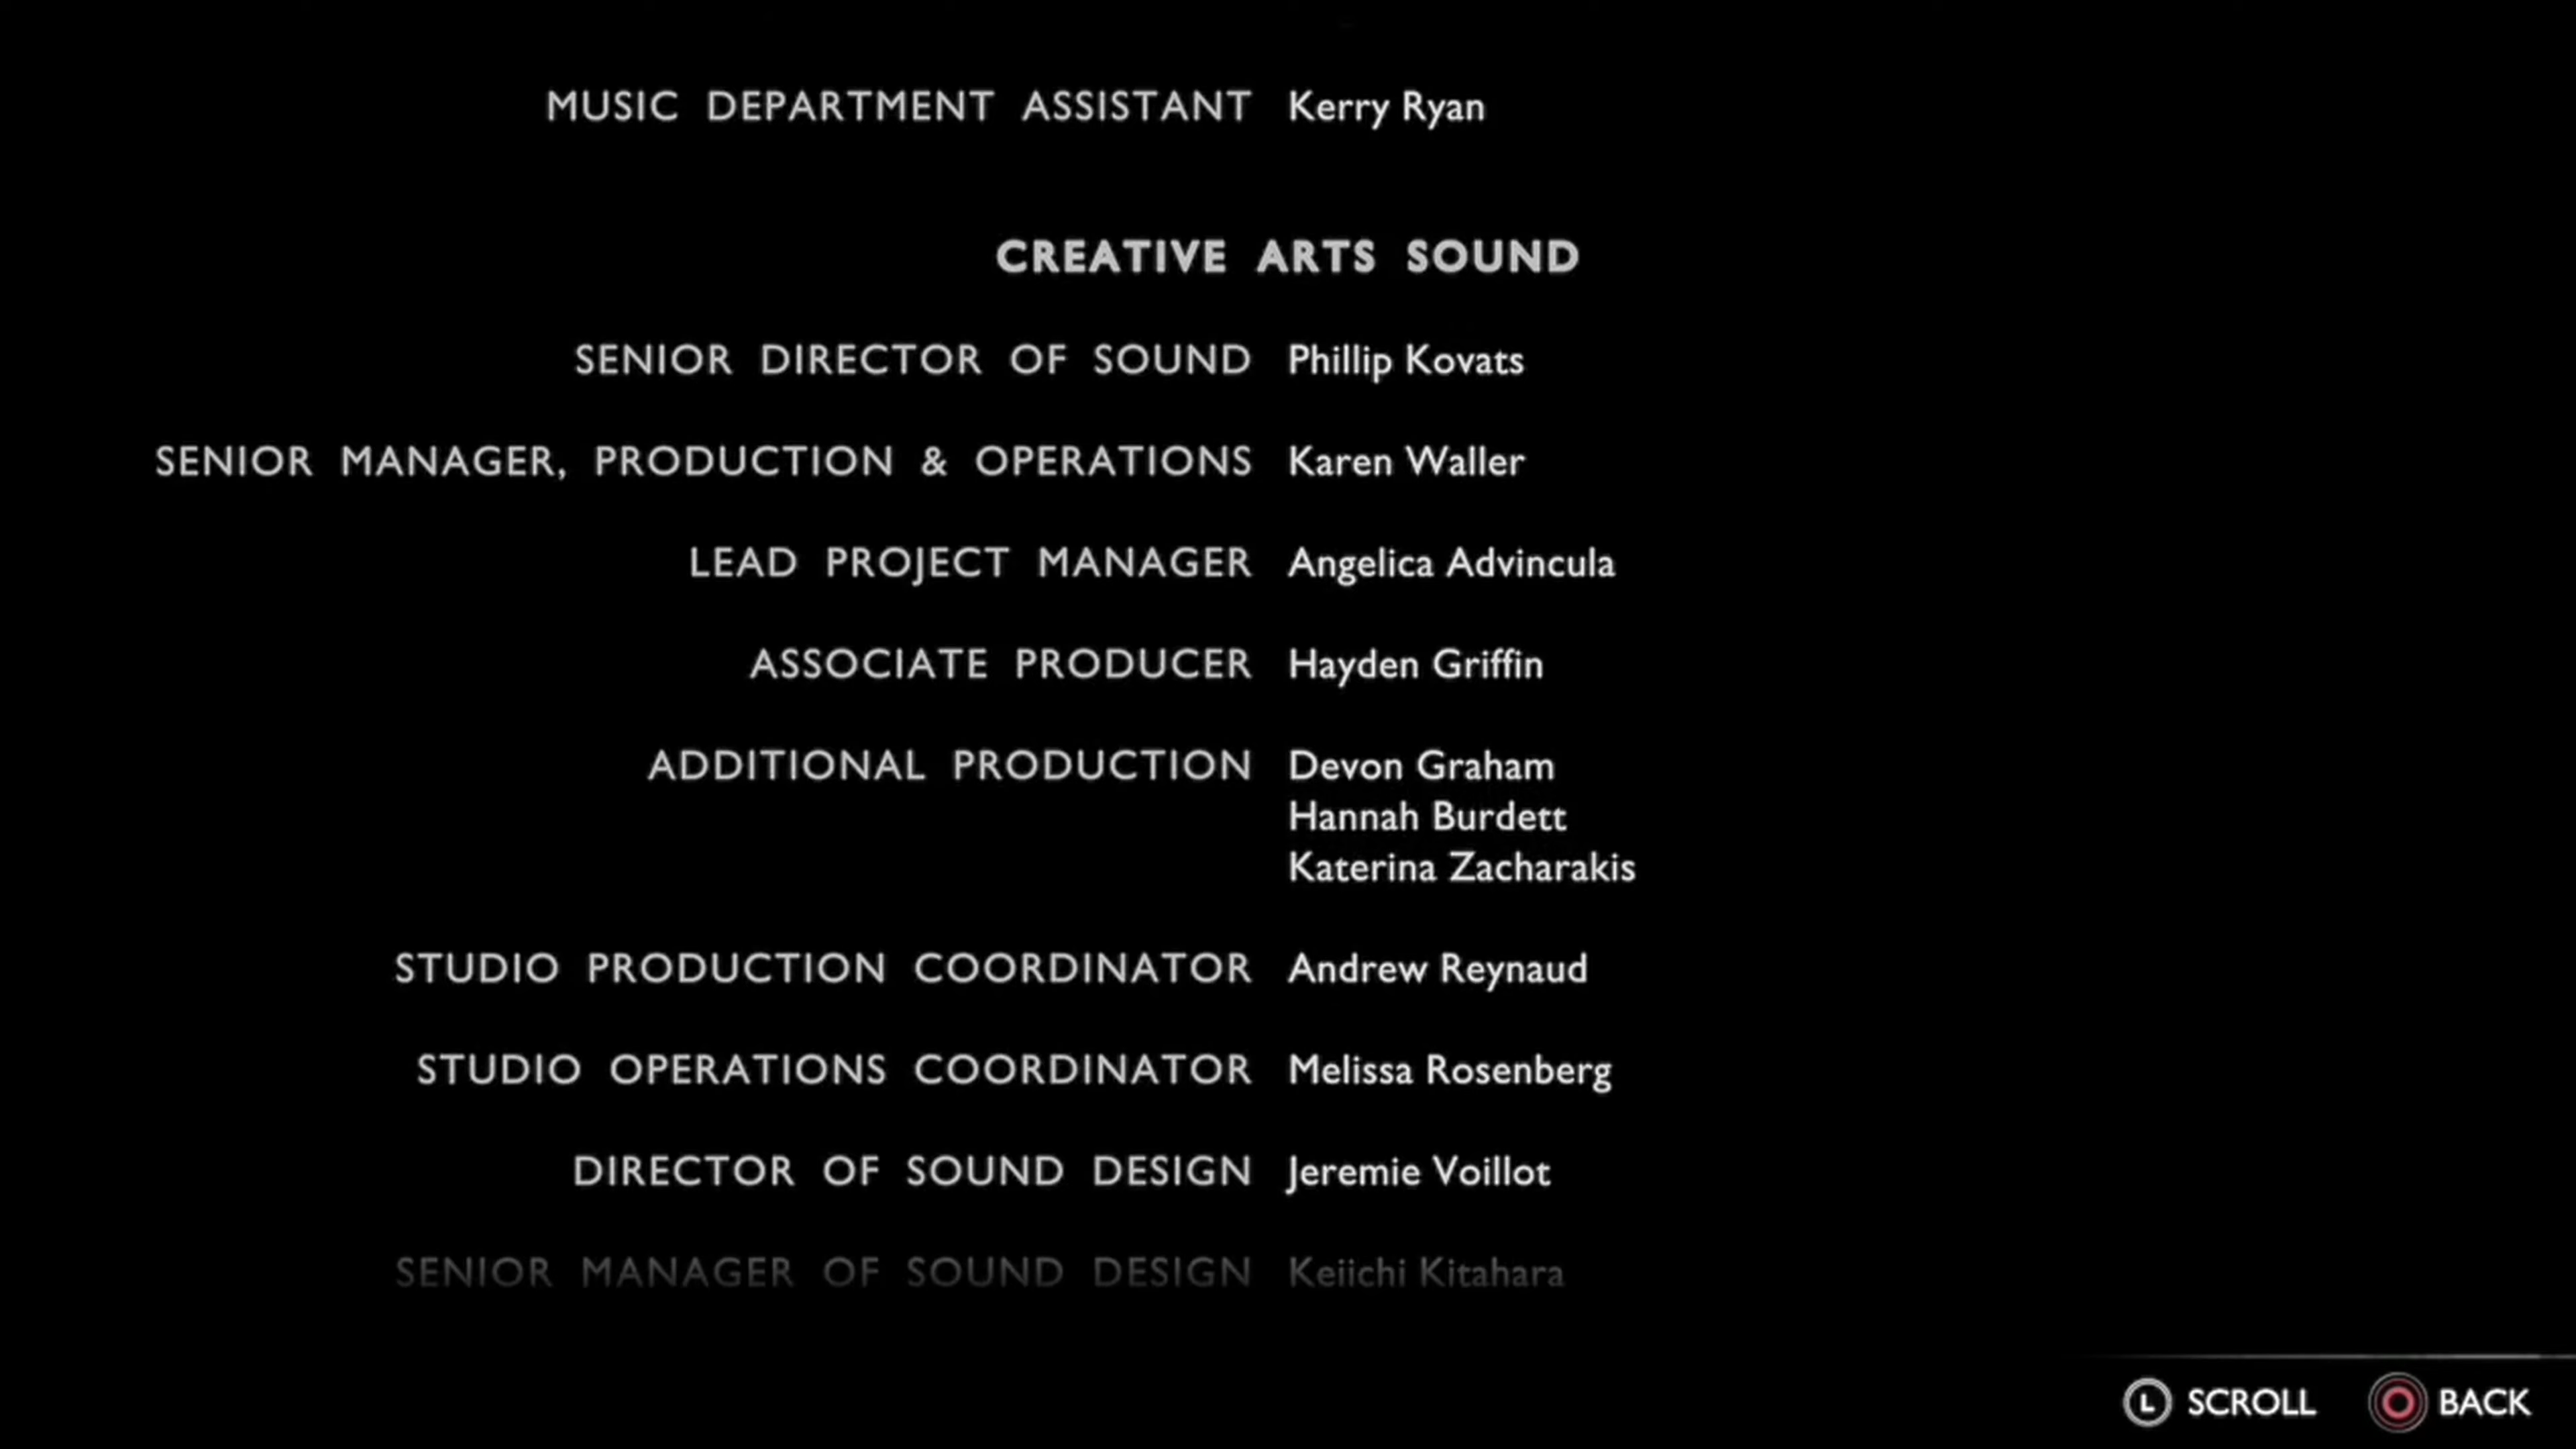 MUSIC DEPARTMENT ASSISTANT Kerry Ryan
CREATIVE ARTS SOUND
SENIOR DIRECTOR OF SOUND Phillip Kovats
SENIOR MANAGER, PRODUCTION & OPERATIONS Karen Waller
LEAD PROJECT MANAGER Angelica Advincula
ASSOCIATE PRODUCER Hayden Griffin
ADDITIONAL PRODUCTION Devon Graham
Hannah Burdett
Katerina Zacharakis
STUDIO PRODUCTION COORDINATOR Andrew Reynaud
STUDIO OPERATIONS COORDINATOR Melissa Rosenberg
DIRECTOR OF SOUND DESIGN Jeremie Voillot
SENIOR MANAGER OF SOUND DESIGN Keiichi Kitahara
L SCROLL BACK